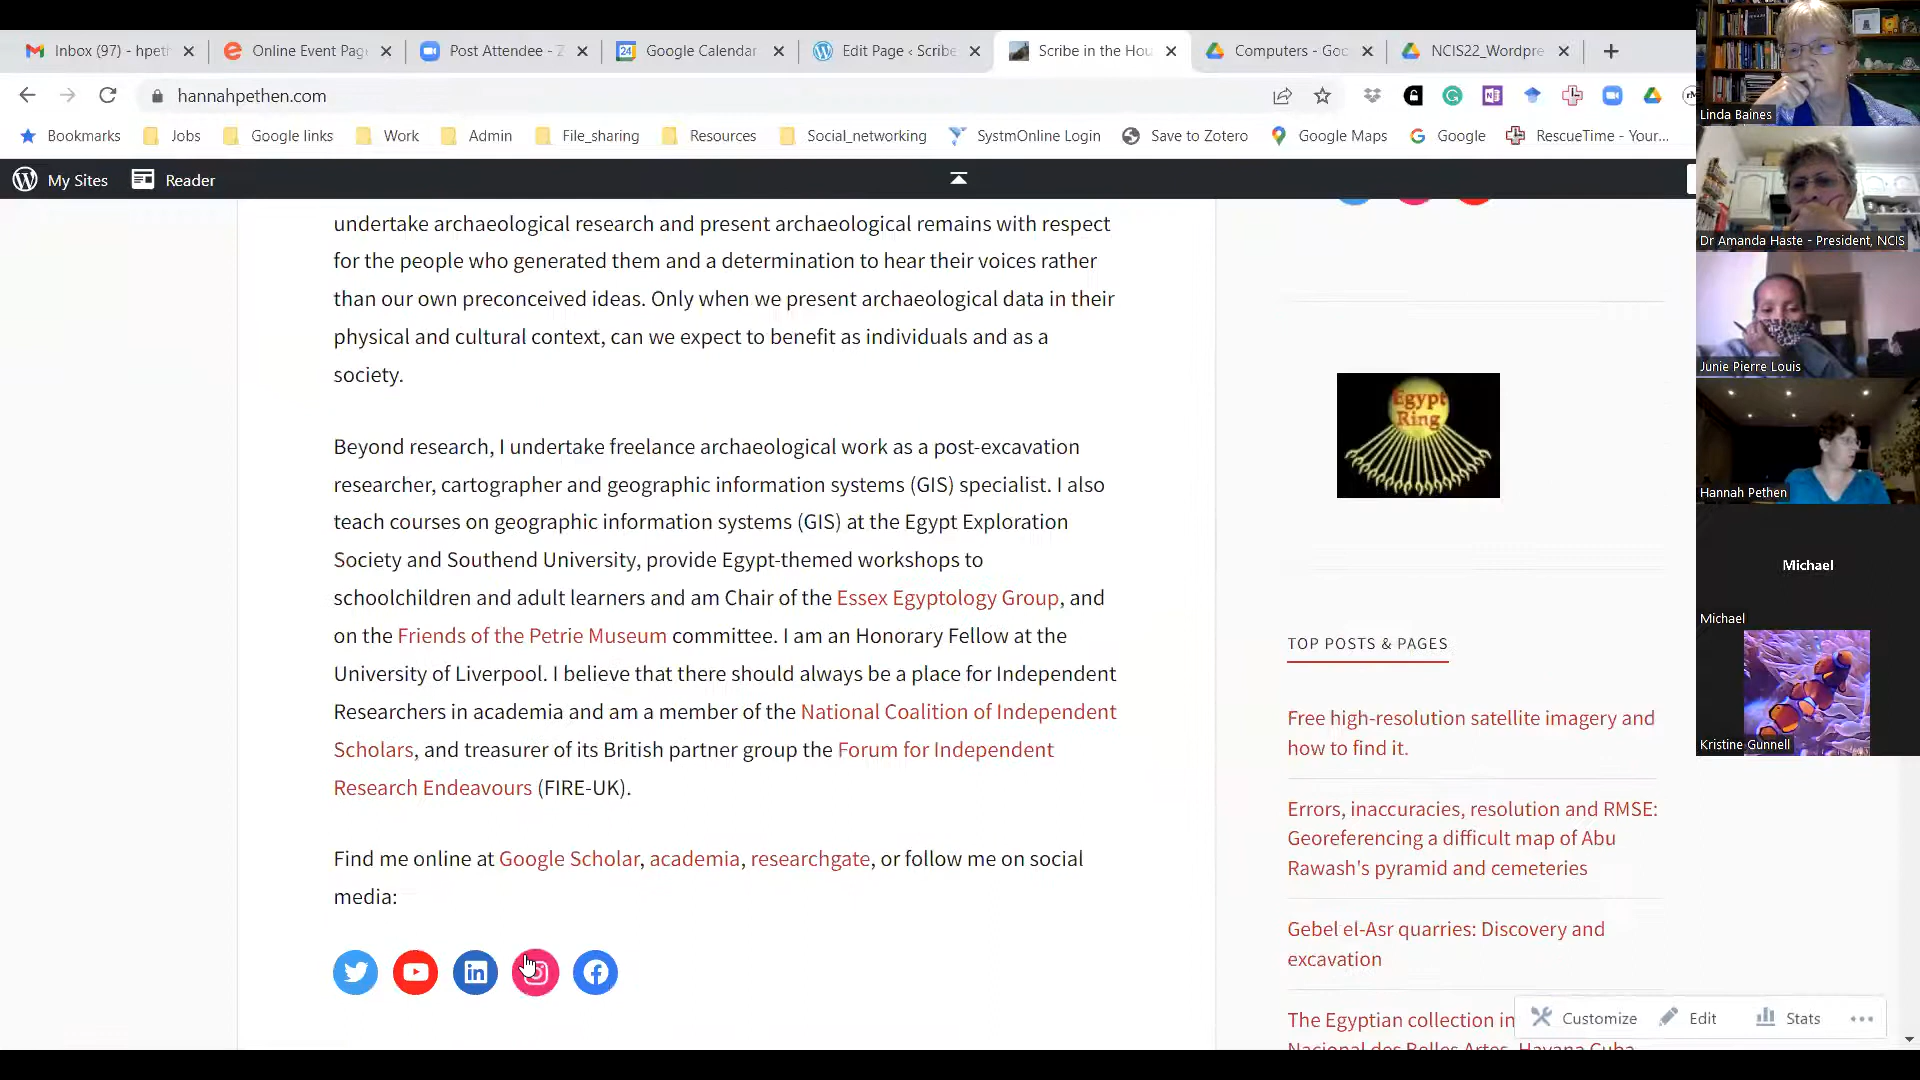 Inbox (97) - hpeth
Online Event Pag
Post Attendee - Z
Google Calendar
Edit Page ‹ Scribe
Scribe in the Hou
Computers - Goo
NCIS22_Wordpre
hannahpethen.com
Bookmarks
Jobs
Google links
Work
Admin
File_sharing
Resources
Social_networking
SystmOnline Login
Save to Zotero
Google Maps
Google
RescueTime - Your...
My Sites
Reader
undertake archaeological research and present archaeological remains with respect
for the people who generated them and a determination to hear their voices rather
than our own preconceived ideas. Only when we present archaeological data in their
physical and cultural context, can we expect to benefit as individuals and as a
society.
Beyond research, I undertake freelance archaeological work as a post-excavation
researcher, cartographer and geographic information systems (GIS) specialist. I also
teach courses on geographic information systems (GIS) at the Egypt Exploration
Society and Southend University, provide Egypt-themed workshops to
schoolchildren and adult learners and am Chair of the Essex Egyptology Group, and
on the Friends of the Petrie Museum committee. I am an Honorary Fellow at the
University of Liverpool. I believe that there should always be a place for Independent
Researchers in academia and am a member of the National Coalition of Independent
Scholars, and treasurer of its British partner group the Forum for Independent
Research Endeavours (FIRE-UK).
Find me online at Google Scholar, academia, researchgate, or follow me on social
media:
Egypt
Ring
TOP POSTS & PAGES
Free high-resolution satellite imagery and
how to find it.
Errors, inaccuracies, resolution and RMSE:
Georeferencing a difficult map of Abu
Rawash's pyramid and cemeteries
Gebel el-Asr quarries: Discovery and
excavation
The Egyptian collection in
Nacional des Belles Artes, Havana Cuba
Customize
Edit
Stats
Linda Baines
Dr Amanda Haste - President, NCIS
Junie Pierre Louis
Hannah Pethen
Michael
Michael
Kristine Gunnell